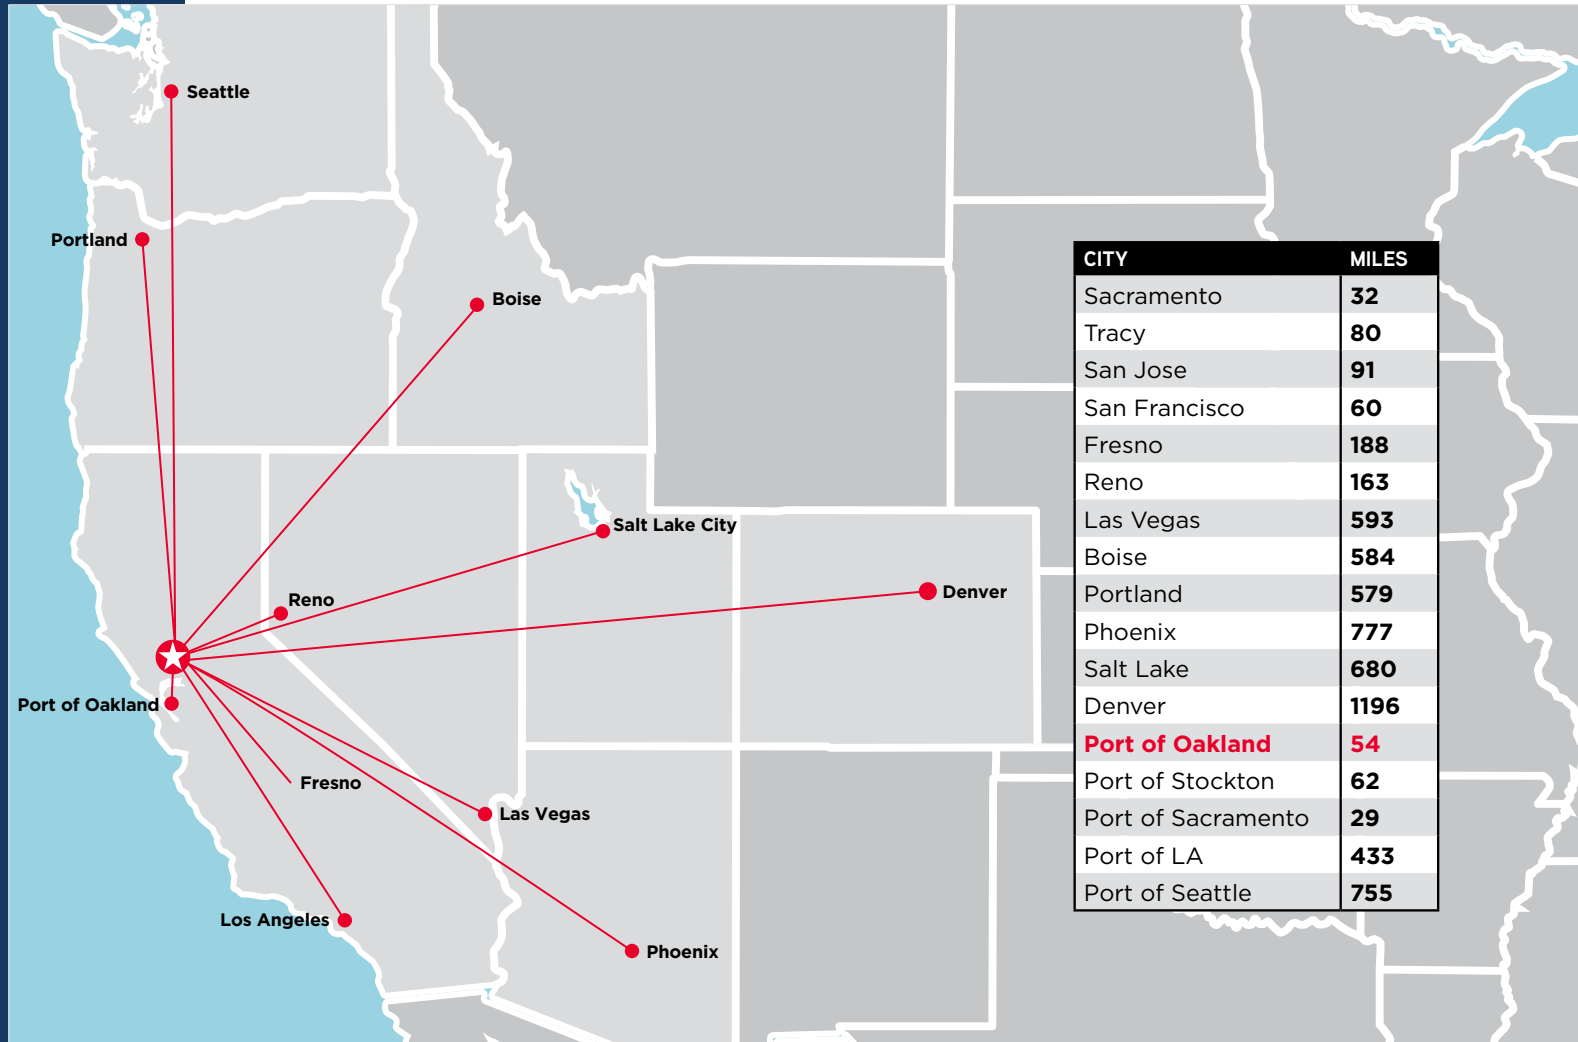 Seattle
Portland
Boise
Salt Lake City
Reno
Denver
Port of Oakland
Fresno
Las Vegas
Los Angeles
Phoenix
CITY MILES
Sacramento 32
Tracy 80
San Jose 91
San Francisco 60
Fresno 188
Reno 163
Las Vegas 593
Boise 584
Portland 579
Phoenix 777
Salt Lake 680
Denver 1196
Port of Oakland 54
Port of Stockton 62
Port of Sacramento 29
Port of LA 433
Port of Seattle 755